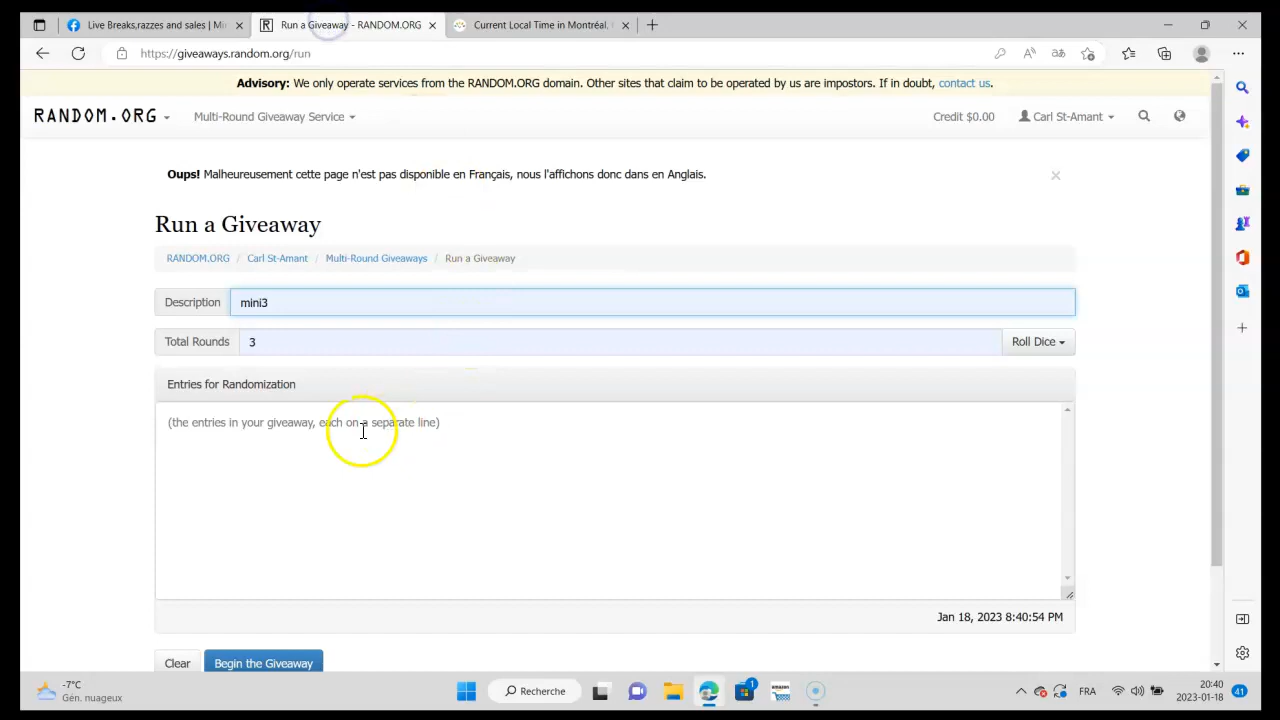 Live Breaks,razzes and sales | Mi
Run a Giveaway - RANDOM.ORG
Current Local Time in Montréal,
https://giveaways.random.org/run
Advisory: We only operate services from the RANDOM.ORG domain. Other sites that claim to be operated by us are impostors. If in doubt, contact us.
RANDOM.ORG
Multi-Round Giveaway Service
Credit $0.00
Carl St-Amant
Oups! Malheureusement cette page n'est pas disponible en Français, nous l'affichons donc dans en Anglais.
Run a Giveaway
RANDOM.ORG / Carl St-Amant / Multi-Round Giveaways / Run a Giveaway
Description mini3
Total Rounds 3 Roll Dice
Entries for Randomization
(the entries in your giveaway, each on a separate line)
Jan 18, 2023 8:40:54 PM
Clear Begin the Giveaway
-7°C
Gén. nuageux
Recherche
1
amazon
FRA
20:40
2023-01-18
41